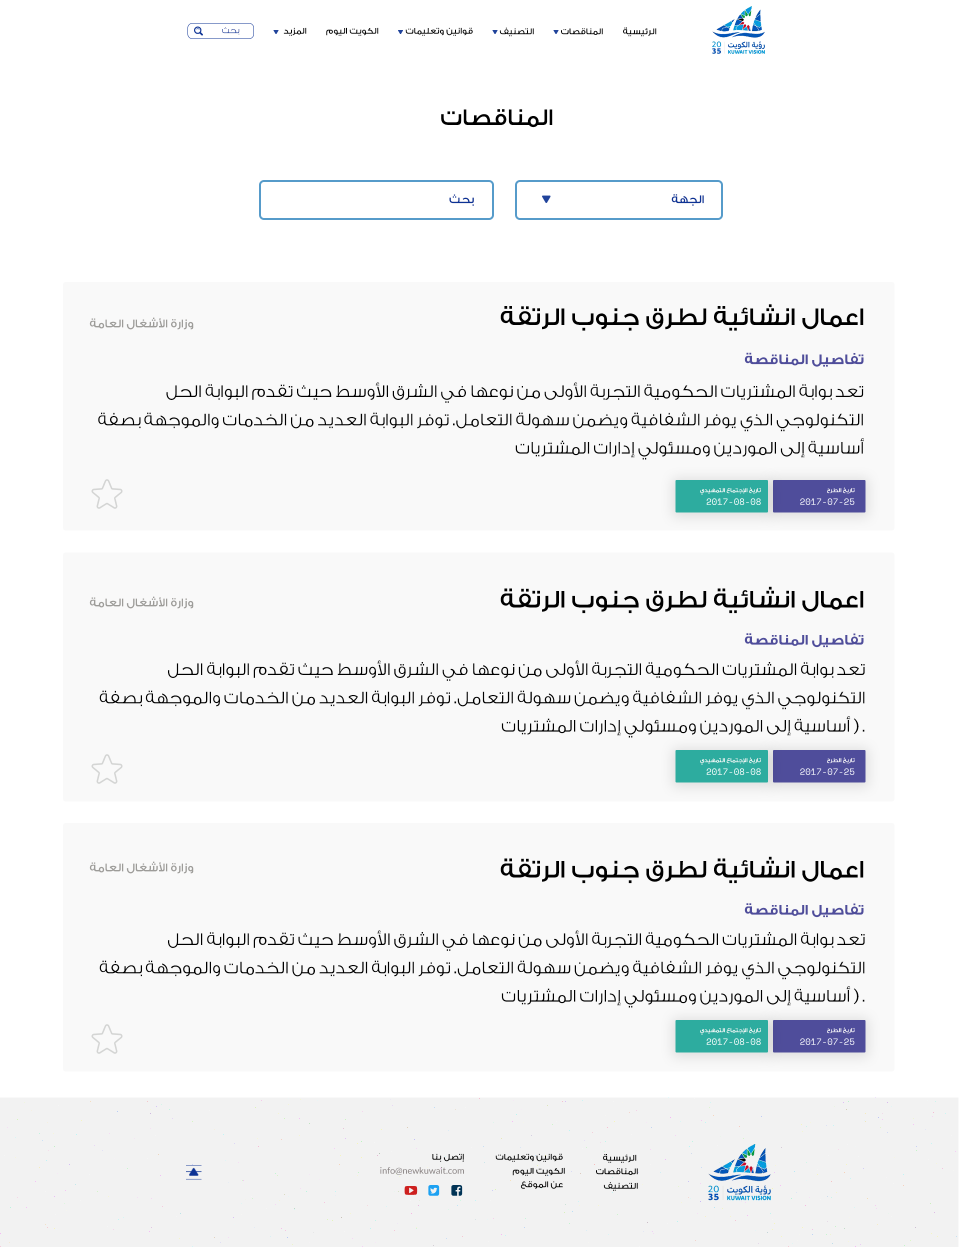 رؤية الكويت
20
35
KUWAIT VISION
الرئيسية
المناقصات
التصنيف
قوانين وتعليمات
الكويت اليوم
المزيد
بحث
المناقصات
الجهة
بحث
اعمال انشائية لطرق جنوب الرتقة
وزارة الأشغال العامة
تفاصيل المناقصة
تعد بوابة المشتريات الحكومية التجربة الأولى من نوعها في الشرق الأوسط حيث تقدم البوابة الحل
التكنولوجي الذي يوفر الشفافية ويضمن سهولة التعامل. توفر البوابة العديد من الخدمات والموجهة بصفة
أساسية إلى الموردين ومسئولي إدارات المشتريات
تاريخ الطرح
2017-07-25
تاريخ الإجتماع التمهيدي
2017-08-08
اعمال انشائية لطرق جنوب الرتقة
وزارة الأشغال العامة
تفاصيل المناقصة
تعد بوابة المشتريات الحكومية التجربة الأولى من نوعها في الشرق الأوسط حيث تقدم البوابة الحل
التكنولوجي الذي يوفر الشفافية ويضمن سهولة التعامل. توفر البوابة العديد من الخدمات والموجهة بصفة
. ( أساسية إلى الموردين ومسئولي إدارات المشتريات
تاريخ الطرح
2017-07-25
تاريخ الإجتماع التمهيدي
2017-08-08
اعمال انشائية لطرق جنوب الرتقة
وزارة الأشغال العامة
تفاصيل المناقصة
تعد بوابة المشتريات الحكومية التجربة الأولى من نوعها في الشرق الأوسط حيث تقدم البوابة الحل
التكنولوجي الذي يوفر الشفافية ويضمن سهولة التعامل. توفر البوابة العديد من الخدمات والموجهة بصفة
. ( أساسية إلى الموردين ومسئولي إدارات المشتريات
تاريخ الطرح
2017-07-25
تاريخ الإجتماع التمهيدي
2017-08-08
رؤية الكويت
20
35
KUWAIT VISION
الرئيسية
المناقصات
التصنيف
قوانين وتعليمات
الكويت اليوم
عن الموقع
إتصل بنا
info@newkuwait.com